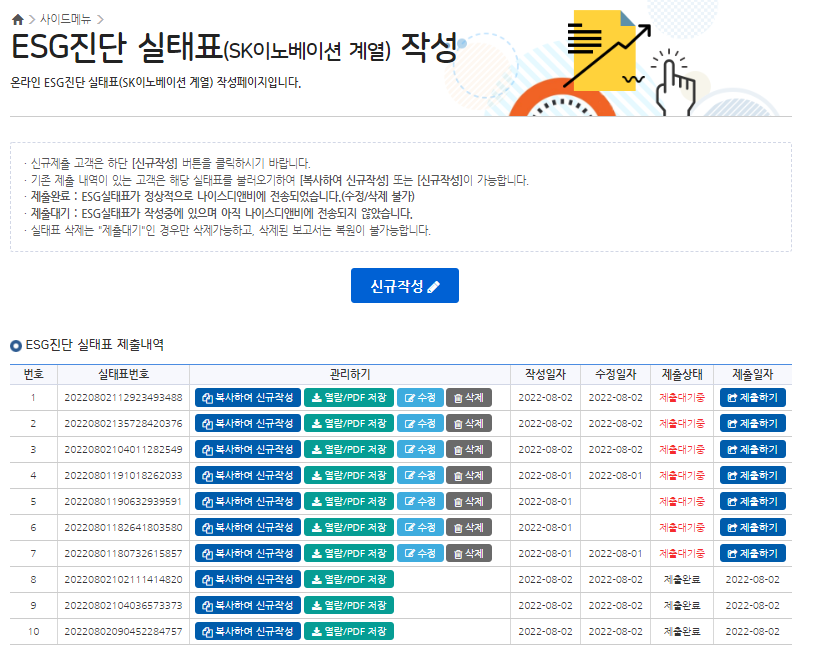 사이드메뉴
ESG진단 실태표(SK이노베이션 계열) 작성
온라인 ESG진단 실태표(SK이노베이션 계열) 작성페이지입니다.
· 신규제출 고객은 하단 [신규작성] 버튼을 클릭하시기 바랍니다.
· 기존 제출 내역이 있는 고객은 해당 실태표를 불러오기하여 [복사하여 신규작성] 또는 [신규작성]이 가능합니다.
· 제출완료 : ESG실태표가 정상적으로 나이스디앤비에 전송되었습니다.(수정/삭제 불가)
· 제출대기 : ESG실태표가 작성중에 있으며 아직 나이스디앤비에 전송되지 않았습니다.
· 실태표 삭제는 "제출대기"인 경우만 삭제가능하고, 삭제된 보고서는 복원이 불가능합니다.
신규작성
ESG진단 실태표 제출내역
번호 실태표번호 관리하기 작성일자 수정일자 제출상태 제출일자
1 20220802112923493488 복사하여 신규작성 열람/PDF 저장 수정 삭제 2022-08-02 2022-08-02 제출대기중 제출하기
2 20220802135728420376 복사하여 신규작성 열람/PDF 저장 수정 삭제 2022-08-02 2022-08-02 제출대기중 제출하기
3 20220802104011282549 복사하여 신규작성 열람/PDF 저장 수정 삭제 2022-08-02 2022-08-02 제출대기중 제출하기
4 20220801191018262033 복사하여 신규작성 열람/PDF 저장 수정 삭제 2022-08-01 2022-08-01 제출대기중 제출하기
5 20220801190632939591 복사하여 신규작성 열람/PDF 저장 수정 삭제 2022-08-01 제출대기중 제출하기
6 20220801182641803580 복사하여 신규작성 열람/PDF 저장 수정 삭제 2022-08-01 제출대기중 제출하기
7 20220801180732615857 복사하여 신규작성 열람/PDF 저장 수정 삭제 2022-08-01 2022-08-01 제출대기중 제출하기
8 20220802102111414820 복사하여 신규작성 열람/PDF 저장 2022-08-02 2022-08-02 제출완료 2022-08-02
9 20220802104036573373 복사하여 신규작성 열람/PDF 저장 2022-08-02 2022-08-02 제출완료 2022-08-02
10 20220802090452284757 복사하여 신규작성 열람/PDF 저장 2022-08-02 2022-08-02 제출완료 2022-08-02